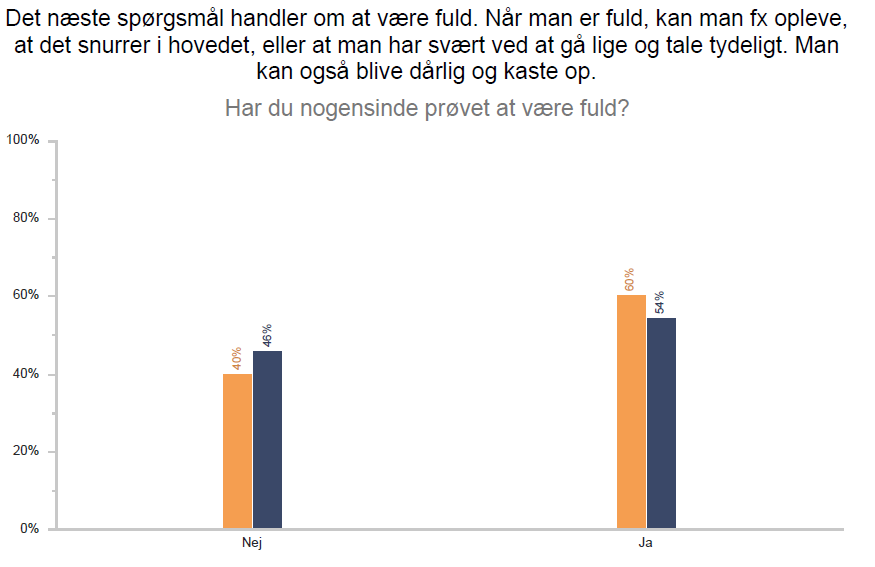 Det næste spørgsmål handler om at være fuld. Når man er fuld, kan man fx opleve,
at det snurrer i hovedet, eller at man har svært ved at gå lige og tale tydeligt. Man
kan også blive dårlig og kaste op.
Har du nogensinde prøvet at være fuld?
100%
80%
60%
40%
20%
0%
40%
46%
60%
54%
Nej
Ja